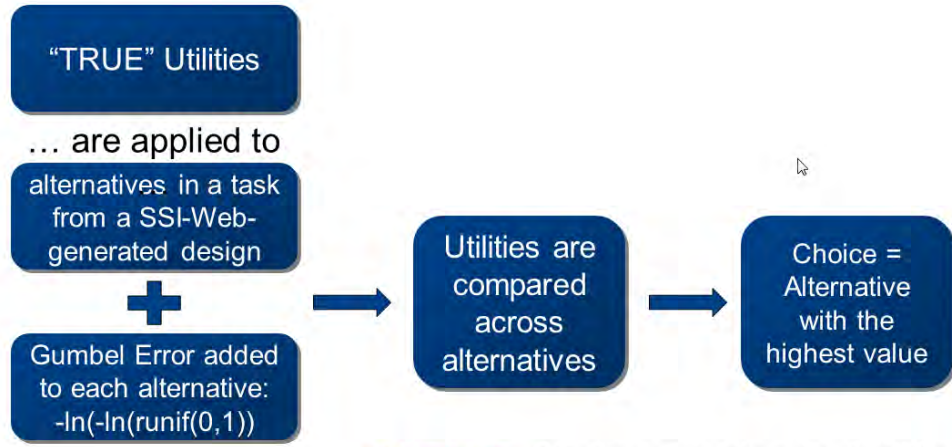 “TRUE” Utilities
… are applied to
alternatives in a task
from a SSI-Web-
generated design
Gumbel Error added
to each alternative:
-ln(-ln(runif(0,1))
Utilities are
compared
across
alternatives
Choice =
Alternative
with the
highest value